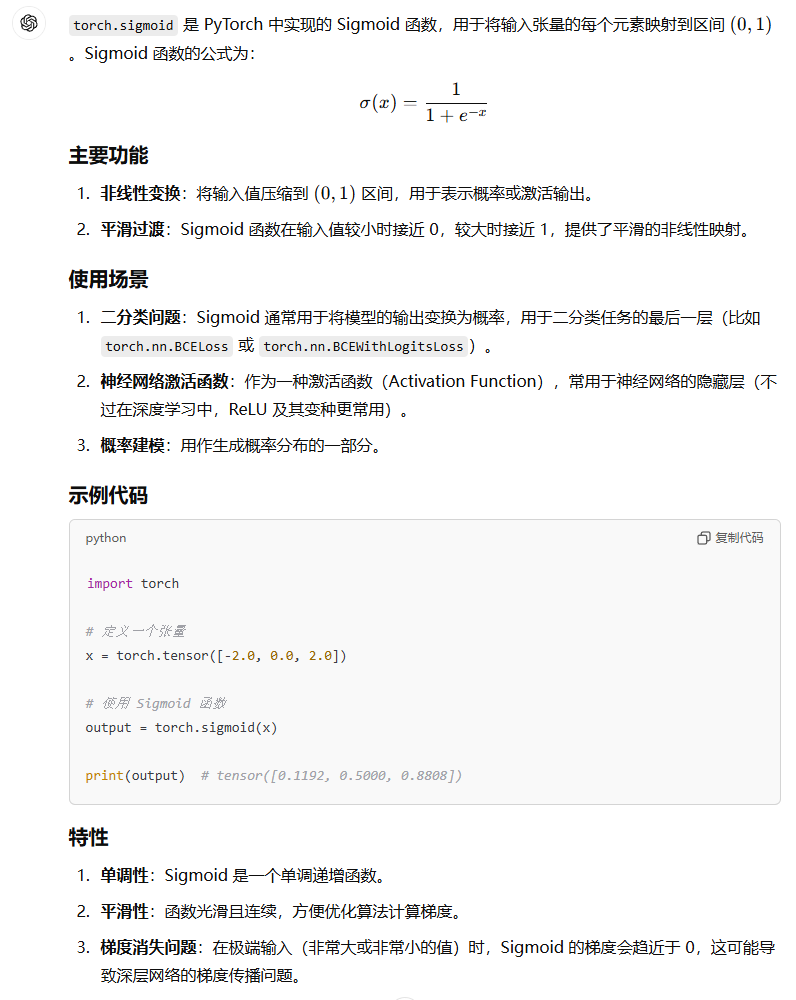 torch.sigmoid 是 PyTorch 中实现的 Sigmoid 函数，用于将输入张量的每个元素映射到区间 (0, 1)
。Sigmoid 函数的公式为：
σ(x) = 1 / (1 + e^{-x})
主要功能
1. 非线性变换：将输入值压缩到 (0, 1) 区间，用于表示概率或激活输出。
2. 平滑过渡：Sigmoid 函数在输入值较小时接近 0，较大时接近 1，提供了平滑的非线性映射。
使用场景
1. 二分类问题：Sigmoid 通常用于将模型的输出变换为概率，用于二分类任务的最后一层（比如
torch.nn.BCELoss 或 torch.nn.BCEWithLogitsLoss ）。
2. 神经网络激活函数：作为一种激活函数（Activation Function），常用于神经网络的隐藏层（不
过在深度学习中，ReLU 及其变种更常用）。
3. 概率建模：用作生成概率分布的一部分。
示例代码
python 复制代码
import torch
# 定义一个张量
x = torch.tensor([-2.0, 0.0, 2.0])
# 使用 Sigmoid 函数
output = torch.sigmoid(x)
print(output)  # tensor([0.1192, 0.5000, 0.8808])
特性
1. 单调性：Sigmoid 是一个单调递增函数。
2. 平滑性：函数光滑且连续，方便优化算法计算梯度。
3. 梯度消失问题：在极端输入（非常大或非常小的值）时，Sigmoid 的梯度会趋近于 0，这可能导
致深层网络的梯度传播问题。